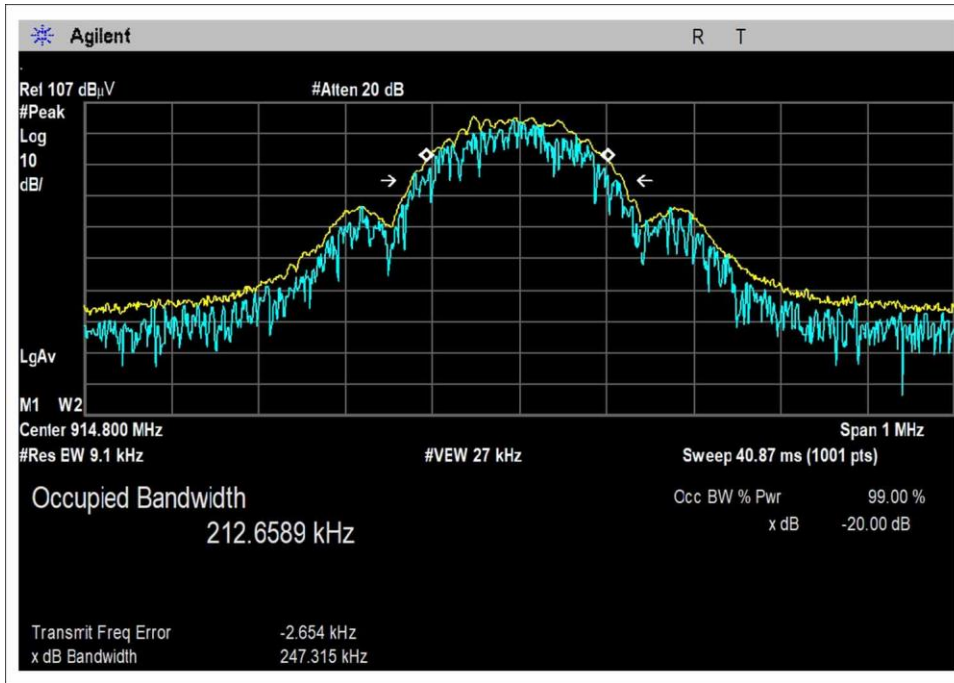 Agilent R T
Ref 107 dBµV #Atten 20 dB
#Peak
Log
10
dB/
LgAv
M1 W2
Center 914.800 MHz Span 1 MHz
#Res BW 9.1 kHz #VBW 27 kHz Sweep 40.87 ms (1001 pts)
Occupied Bandwidth Occ BW % Pwr 99.00 %
212.6589 kHz x dB -20.00 dB
Transmit Freq Error -2.654 kHz
x dB Bandwidth 247.315 kHz